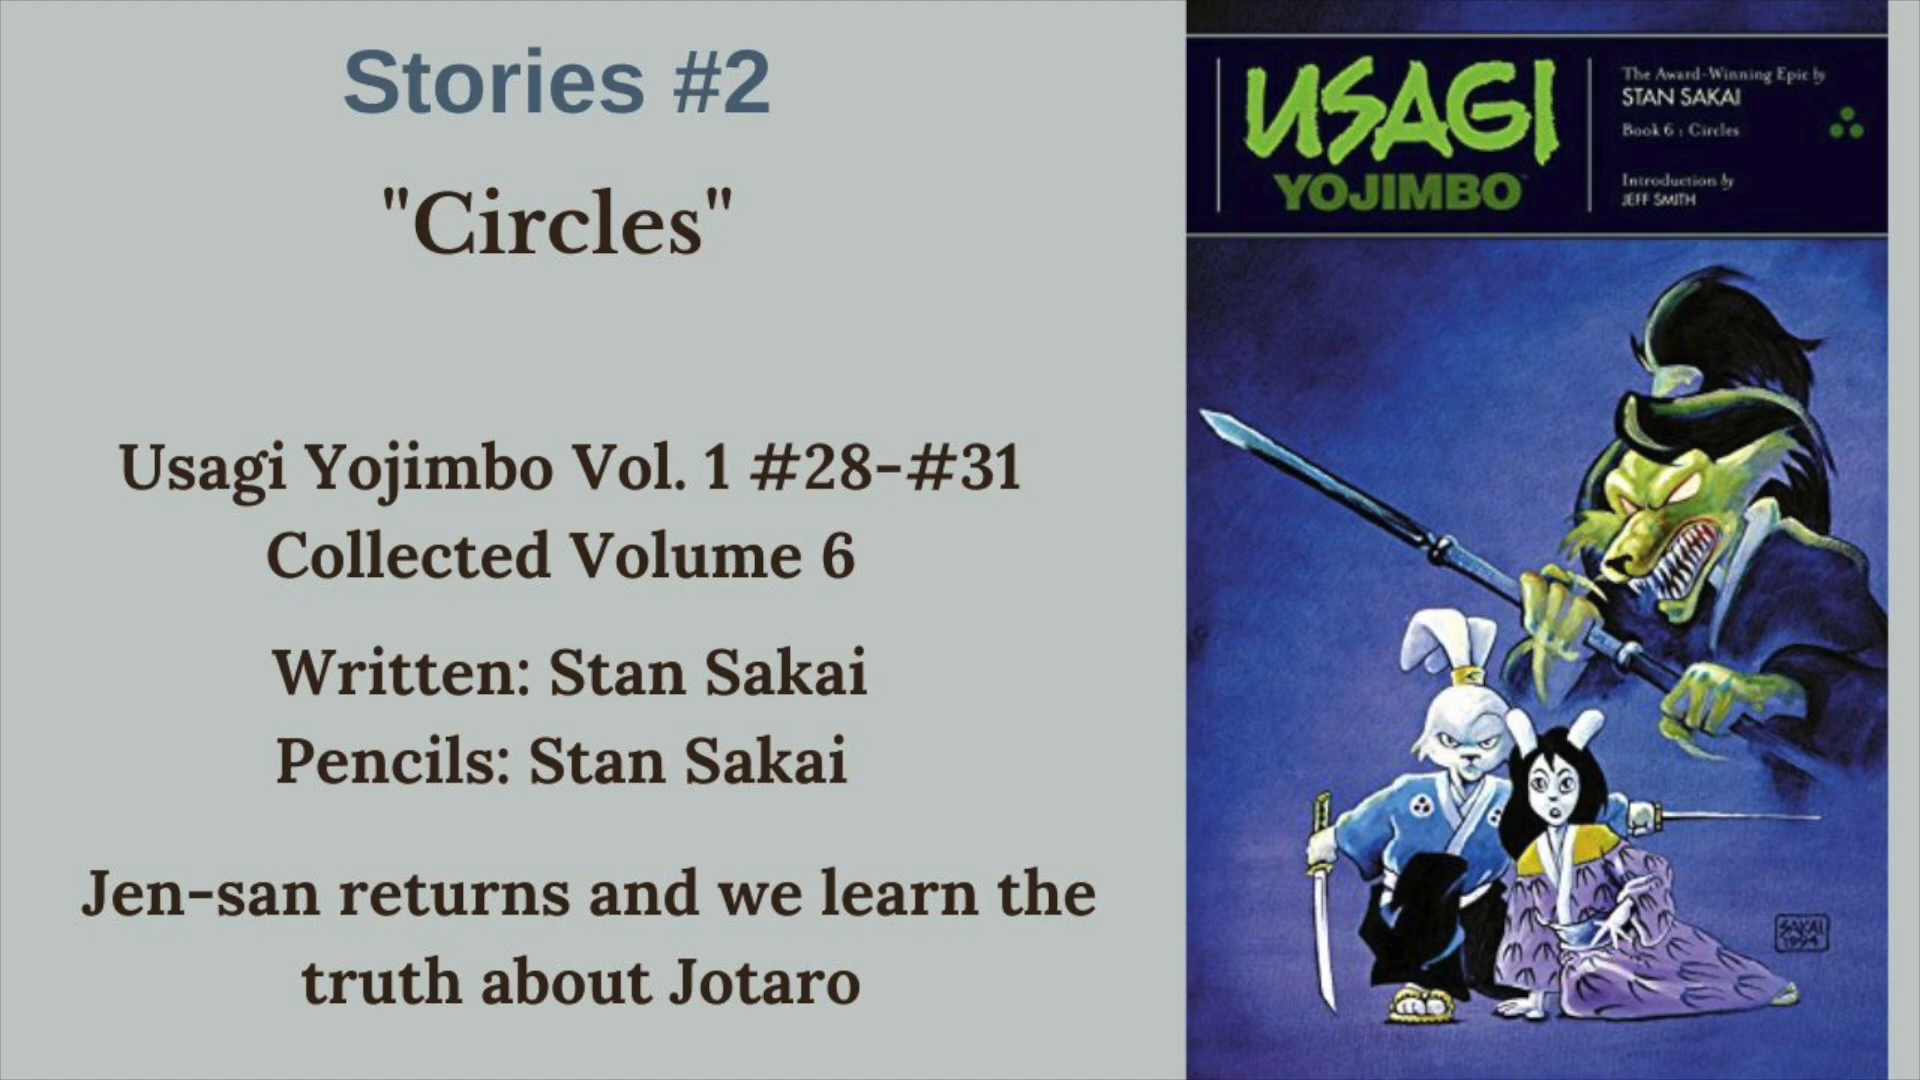 Stories #2
"Circles"
Usagi Yojimbo Vol. 1 #28-#31
Collected Volume 6
Written: Stan Sakai
Pencils: Stan Sakai
Jen-san returns and we learn the
truth about Jotaro
USAGI
YOJIMBO
The Award-Winning Epic by
STAN SAKAI
Book 6 : Circles
Introduction by
JEFF SMITH
SAKAI
1994